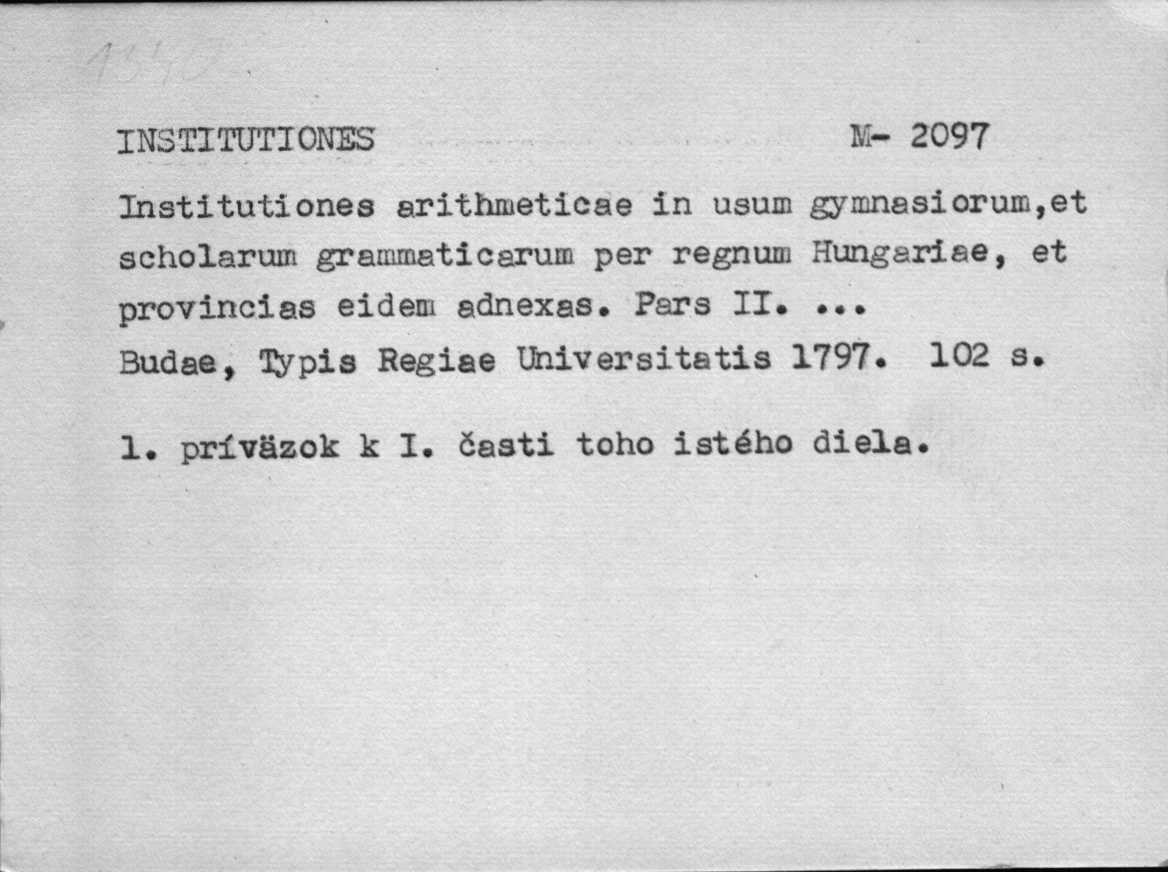 INSTITUTIONES M- 2097
Institutiones arithmeticae in usum gymnasiorum,et
scholarum grammaticarum per regnum Hungariae, et
provincias eidem adnexas. Pars II. ...
Budae, Typis Regiae Universitatis 1797. 102 s.
1. príväzok k I. časti toho istého diela.